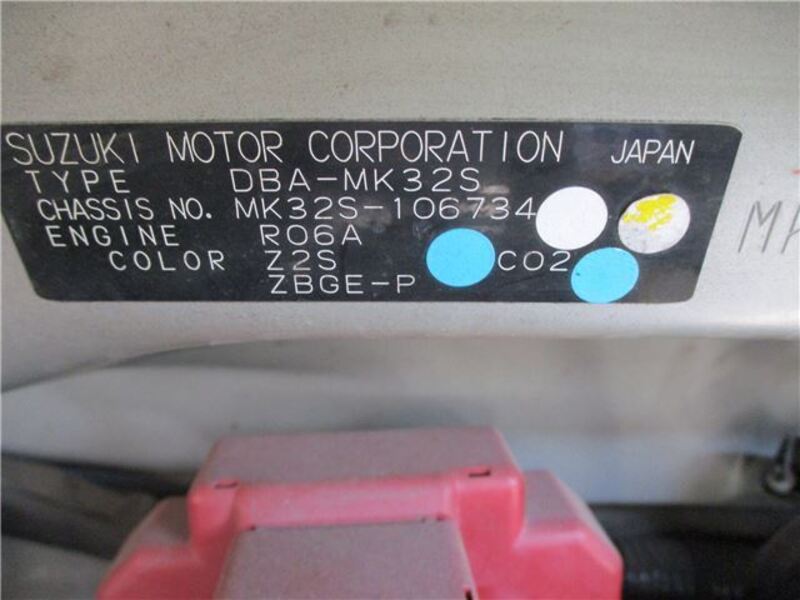 SUZUKI MOTOR CORPORATION JAPAN
TYPE DBA-MK32S
CHASSIS NO. MK32S-106734
ENGINE R06A
COLOR Z2S C02
ZBGE-P